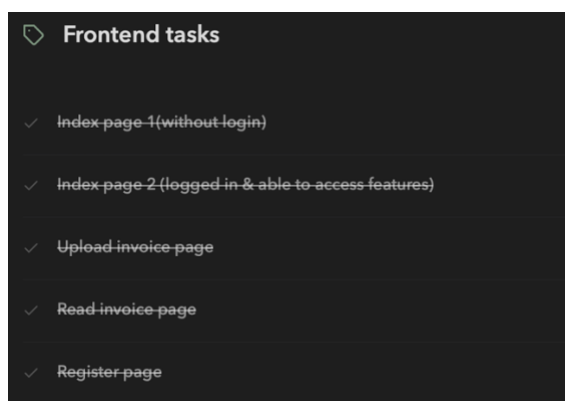 Frontend tasks
Index page 1(without login)
Index page 2 (logged in & able to access features)
Upload invoice page
Read invoice page
Register page